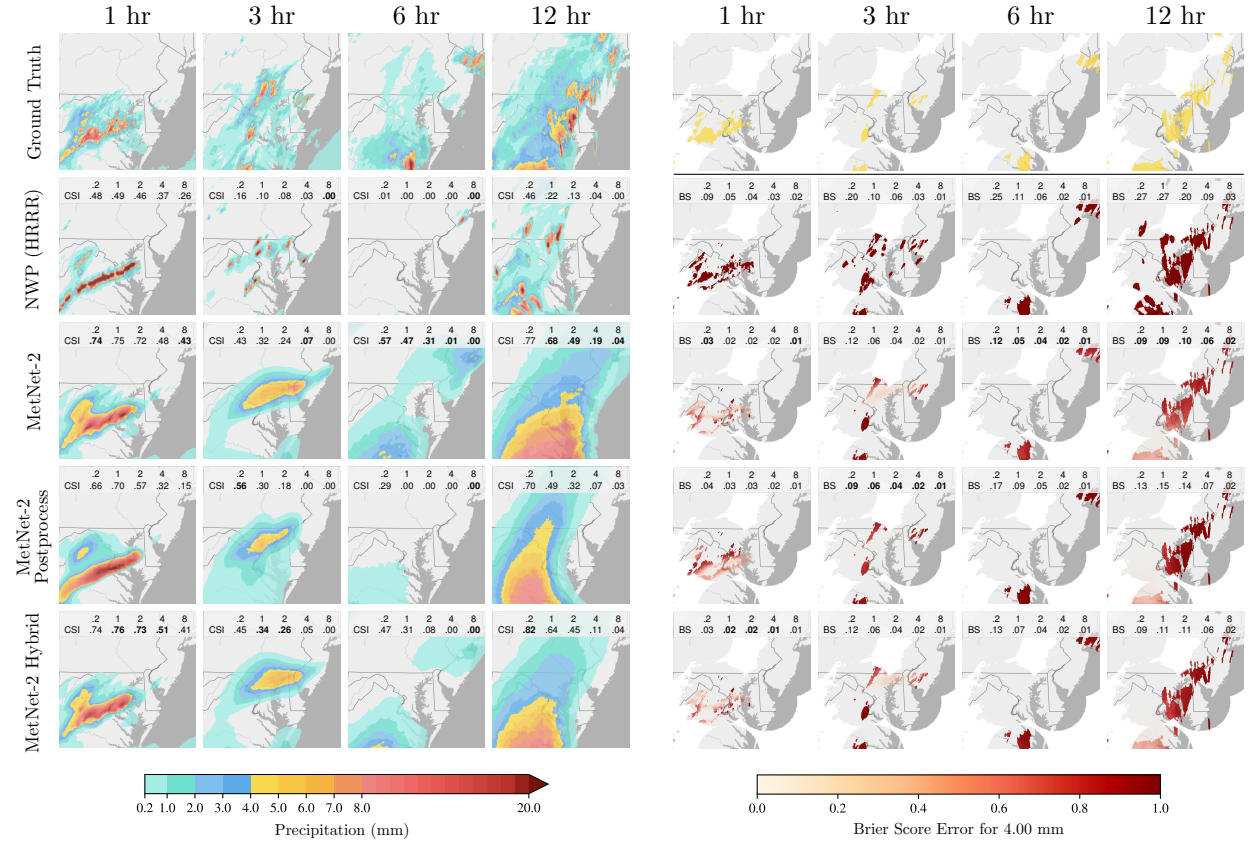 1 hr 3 hr 6 hr 12 hr 1 hr 3 hr 6 hr 12 hr
Ground Truth
NWP (HRRR)
.2 1 2 4 8 .2 1 2 4 8 .2 1 2 4 8 .2 1 2 4 8 .2 1 2 4 8 .2 1 2 4 8 .2 1 2 4 8 .2 1 2 4 8
CSI .48 .49 .46 .37 .26 CSI .16 .10 .08 .03 .00 CSI .01 .00 .00 .00 .00 CSI .46 .22 .13 .04 .00 BS .09 .05 .04 .03 .02 BS .20 .10 .06 .03 .01 BS .25 .11 .06 .02 .01 BS .27 .27 .20 .09 .03
MetNet-2
.2 1 2 4 8 .2 1 2 4 8 .2 1 2 4 8 .2 1 2 4 8 .2 1 2 4 8 .2 1 2 4 8 .2 1 2 4 8 .2 1 2 4 8
CSI .74 .75 .72 .48 .43 CSI .43 .32 .24 .07 .00 CSI .57 .47 .31 .01 .00 CSI .77 .68 .49 .19 .04 BS .03 .02 .02 .02 .01 BS .12 .06 .04 .02 .01 BS .12 .05 .04 .02 .01 BS .09 .09 .10 .06 .02
MetNet-2
Postprocess
.2 1 2 4 8 .2 1 2 4 8 .2 1 2 4 8 .2 1 2 4 8 .2 1 2 4 8 .2 1 2 4 8 .2 1 2 4 8 .2 1 2 4 8
CSI .66 .70 .57 .32 .15 CSI .56 .30 .18 .00 .00 CSI .29 .00 .00 .00 .00 CSI .70 .49 .32 .07 .03 BS .04 .03 .03 .02 .01 BS .09 .06 .04 .02 .01 BS .17 .09 .05 .02 .01 BS .13 .15 .14 .07 .02
MetNet-2 Hybrid
.2 1 2 4 8 .2 1 2 4 8 .2 1 2 4 8 .2 1 2 4 8 .2 1 2 4 8 .2 1 2 4 8 .2 1 2 4 8 .2 1 2 4 8
CSI .74 .76 .73 .51 .41 CSI .45 .34 .26 .05 .00 CSI .47 .31 .08 .00 .00 CSI .82 .64 .45 .11 .04 BS .03 .02 .02 .01 .01 BS .12 .06 .04 .02 .01 BS .13 .07 .04 .02 .01 BS .09 .11 .11 .06 .02
0.2 1.0 2.0 3.0 4.0 5.0 6.0 7.0 8.0 20.0
Precipitation (mm)
0.0 0.2 0.4 0.6 0.8 1.0
Brier Score Error for 4.00 mm